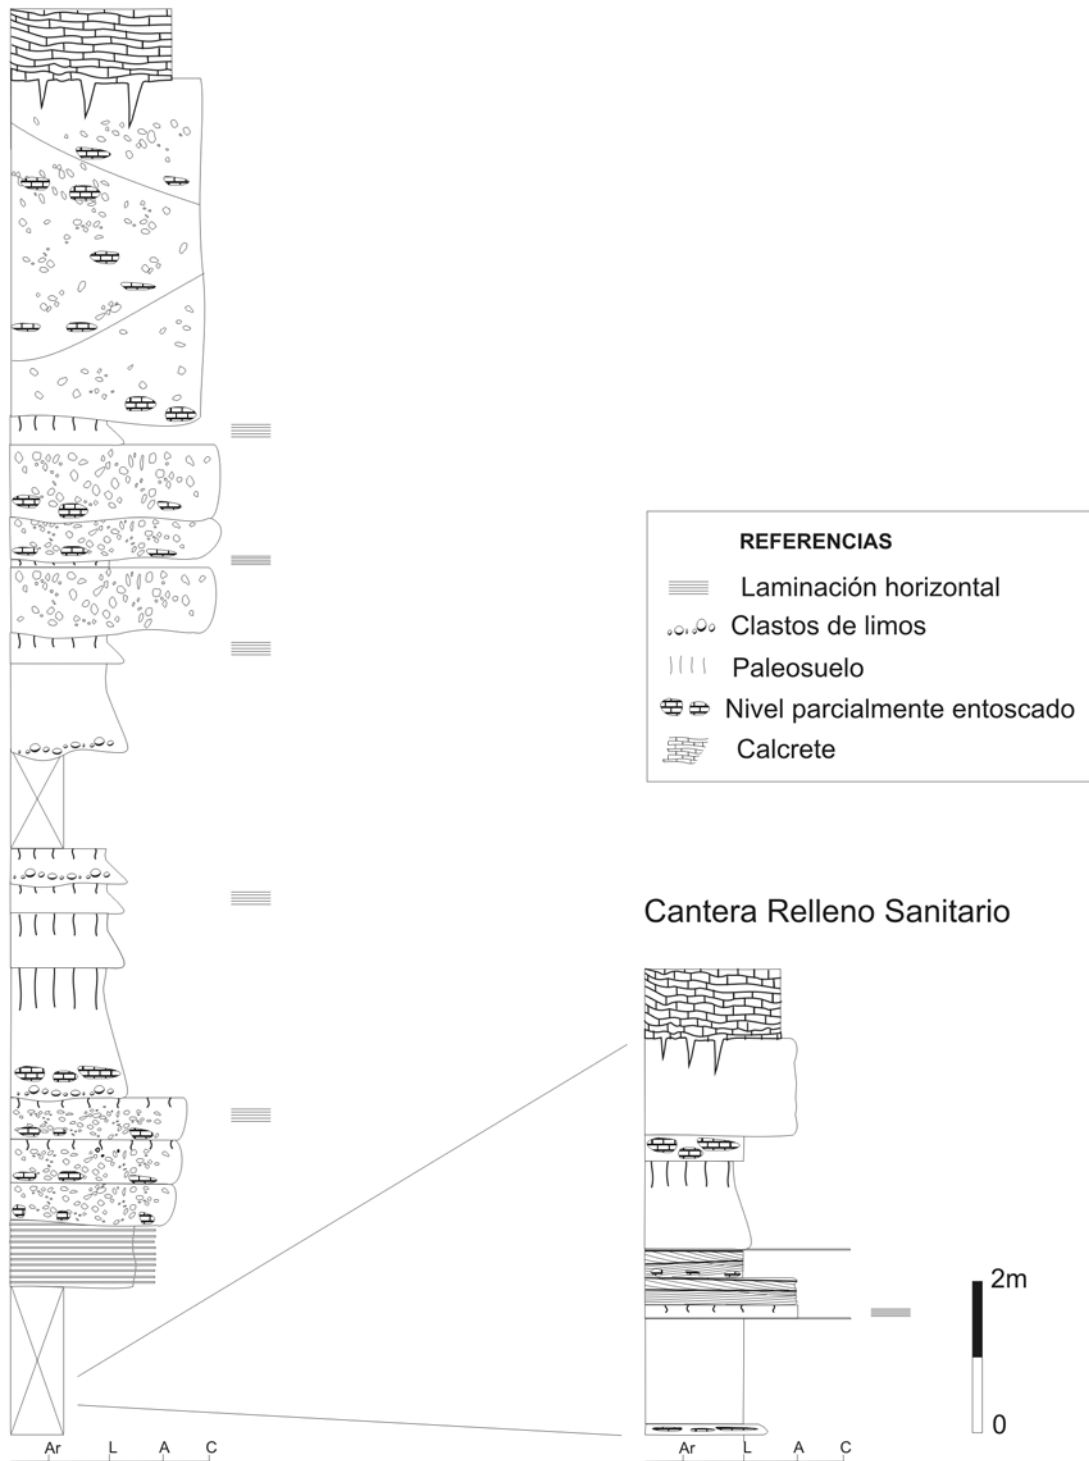 REFERENCIAS
Laminación horizontal
Clastos de limos
Paleosuelo
Nivel parcialmente entoscado
Calcrete
Cantera Relleno Sanitario
2m
0
Ar L A C
Ar L A C